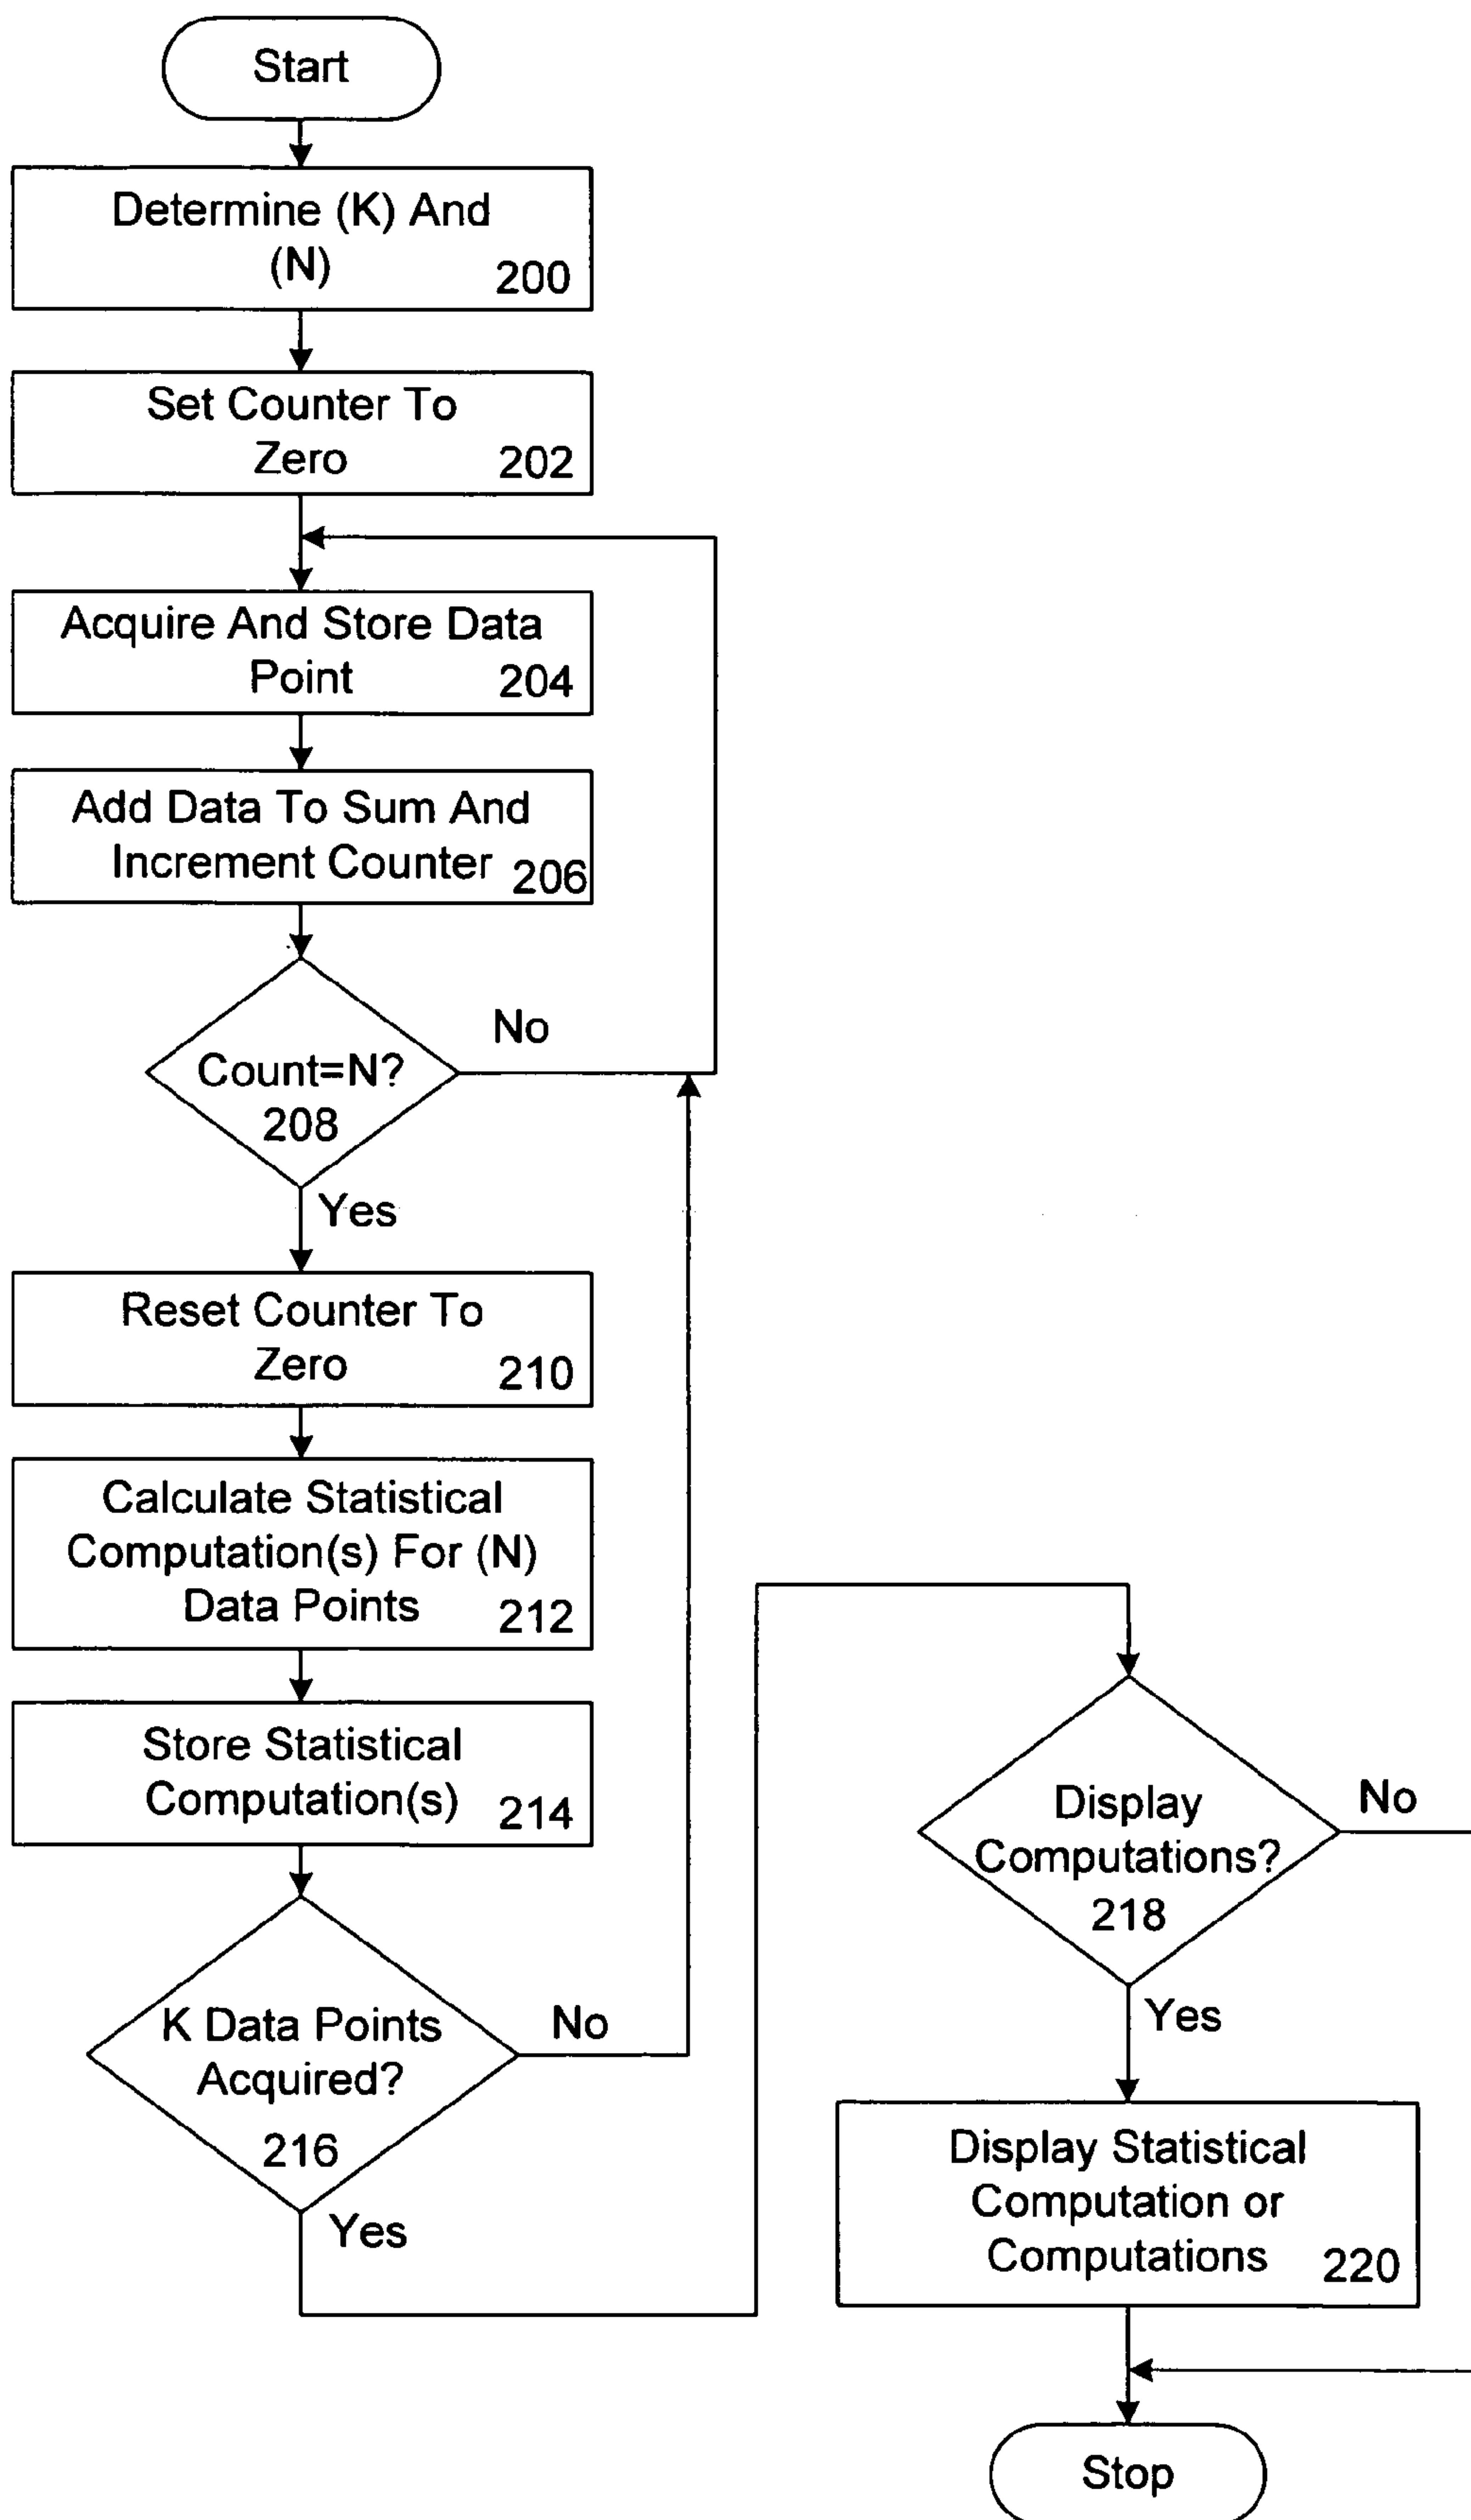 Start
Determine (K) And
(N)
200
Set Counter To
Zero
202
Acquire And Store Data
Point
204
Add Data To Sum And
Increment Counter
206
Count=N?
208
No
Yes
Reset Counter To
Zero
210
Calculate Statistical
Computation(s) For (N)
Data Points
212
Store Statistical
Computation(s)
214
K Data Points
Acquired?
216
No
Yes
Display
Computations?
218
No
Yes
Display Statistical
Computation or
Computations
220
Stop